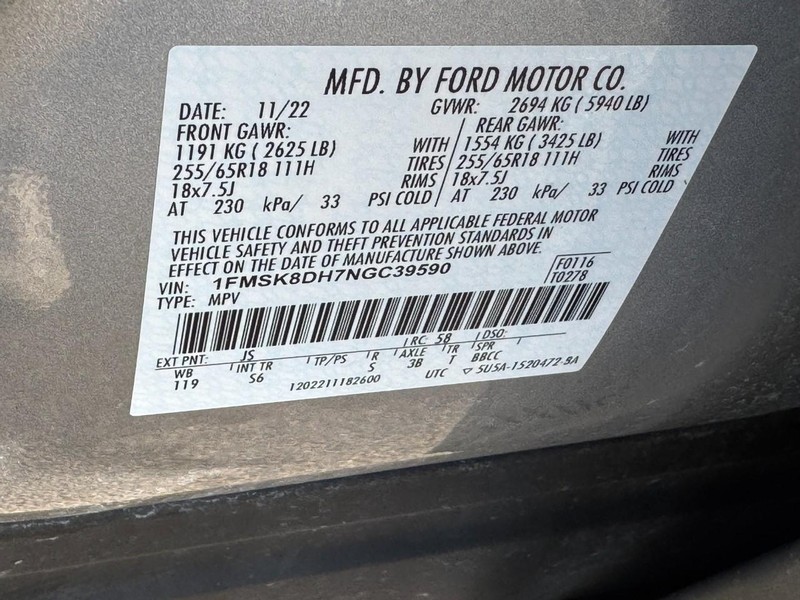 MFD. BY FORD MOTOR CO.
DATE: 11/22 GVWR: 2694 KG ( 5940 LB)
FRONT GAWR: REAR GAWR:
1191 KG ( 2625 LB) WITH 1554 KG ( 3425 LB) WITH
255/65R18 111H TIRES 255/65R18 111H TIRES
18x7.5J RIMS 18x7.5J RIMS
AT 230 kPa/ 33 PSI COLD AT 230 kPa/ 33 PSI COLD
THIS VEHICLE CONFORMS TO ALL APPLICABLE FEDERAL MOTOR
VEHICLE SAFETY AND THEFT PREVENTION STANDARDS IN
EFFECT ON THE DATE OF MANUFACTURE SHOWN ABOVE.
VIN: 1FMSK8DH7NGC39590 F0116
TYPE: MPV T0278
EXT PNT: JS RC: 58 DSO:
WB INT TR TP/PS R AXLE TR SPR
119 S6 S 3B T BBCC
1202211182600 UTC ▽ 5U5A-1520472-BA